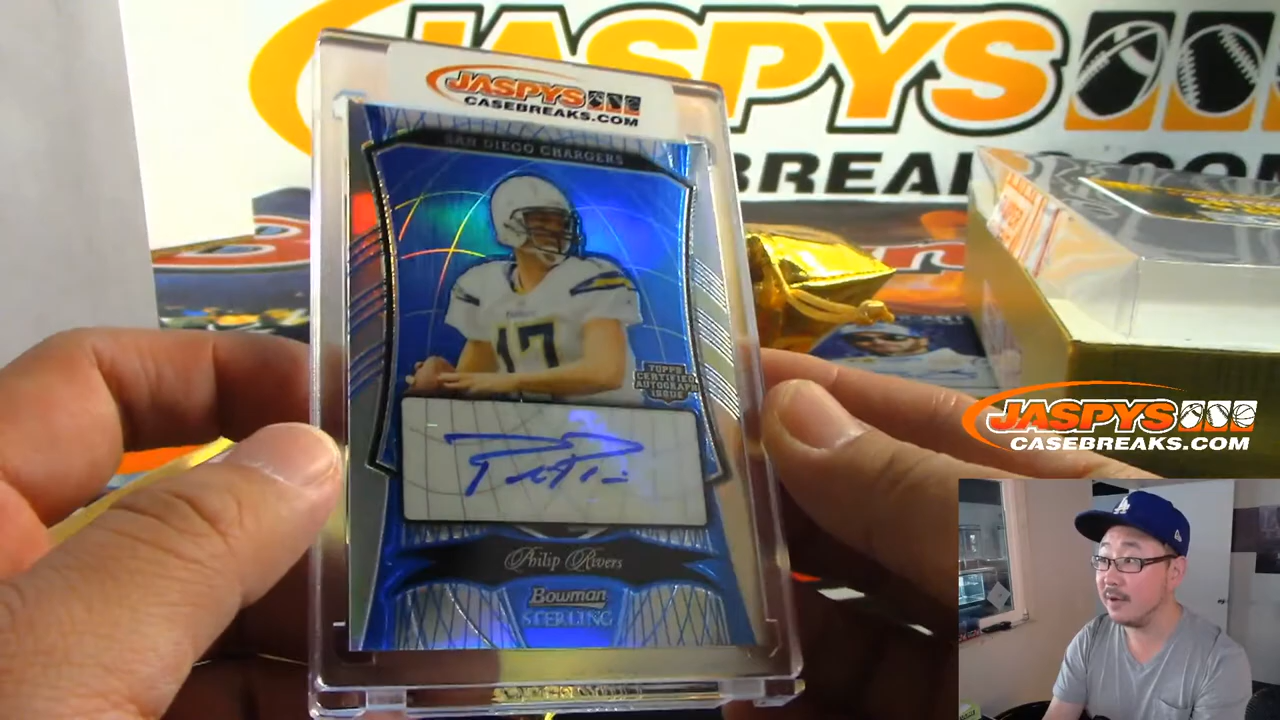 JASPYS
CASEBREAKS.COM
JASPYS
BREAKS.COM
SAN DIEGO CHARGERS
17
TOPPS
CERTIFIED
AUTOGRAPH
ISSUE
Philip Rivers
Bowman
STERLING
JASPYS
CASEBREAKS.COM
LA